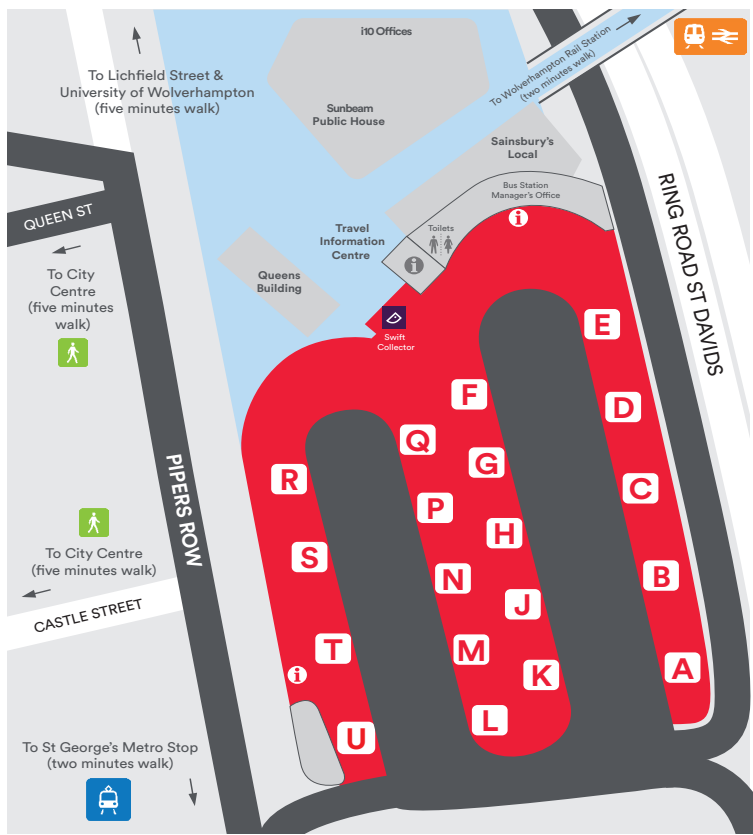 i10 Offices
To Lichfield Street &
University of Wolverhampton
(five minutes walk)
Sunbeam
Public House
To Wolverhampton Rail Station
(two minutes walk)
Sainsbury's
Local
Bus Station
Manager's Office
RING ROAD ST DAVIDS
QUEEN ST
Travel
Information
Centre
Toilets
i
i
To City
Centre
(five minutes
walk)
Queens
Building
Swift
Collector
E
F
D
Q
G
R
C
P
H
S
N
B
J
T
M
K
A
L
U
i
PIPERS ROW
To City Centre
(five minutes walk)
CASTLE STREET
To St George's Metro Stop
(two minutes walk)